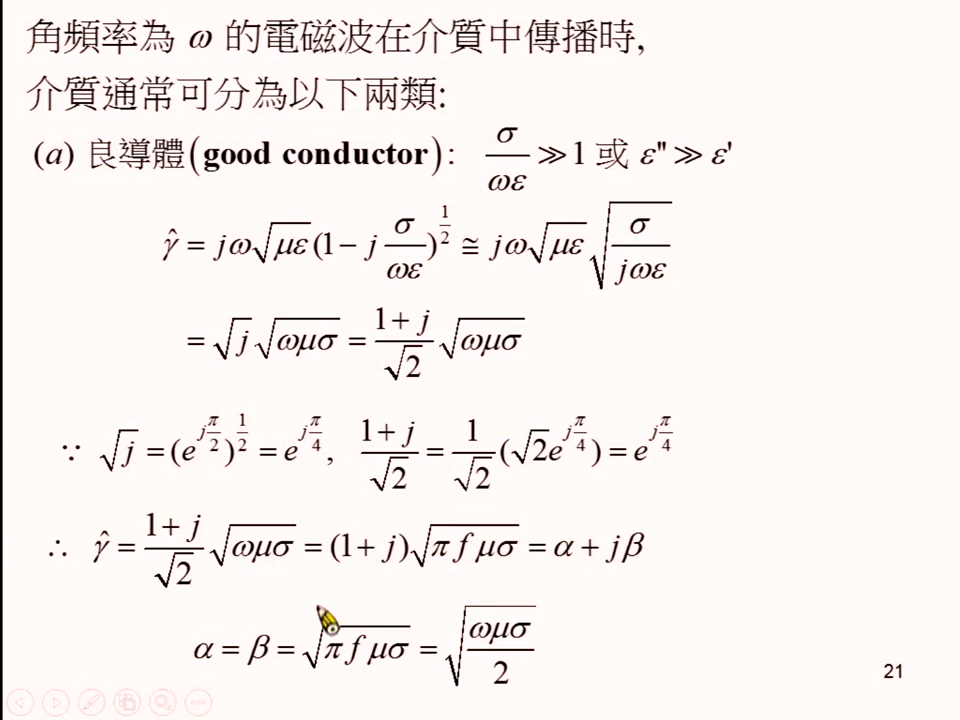 角頻率為 ω 的電磁波在介質中傳播時,
介質通常可分為以下兩類:
(a) 良導體(good conductor): σ/ωε ≫ 1 或 ε'' ≫ ε'
γ̂ = jω√με(1 − j σ/ωε)^(1/2) ≅ jω√με √(σ/jωε)
= √j √ωμσ = (1+j)/√2 √ωμσ
∵ √j = (e^(jπ/2))^(1/2) = e^(jπ/4), (1+j)/√2 = 1/√2 (√2e^(jπ/4)) = e^(jπ/4)
∴ γ̂ = (1+j)/√2 √ωμσ = (1+j)√πfμσ = α + jβ
α = β = √πfμσ = √(ωμσ/2)
21